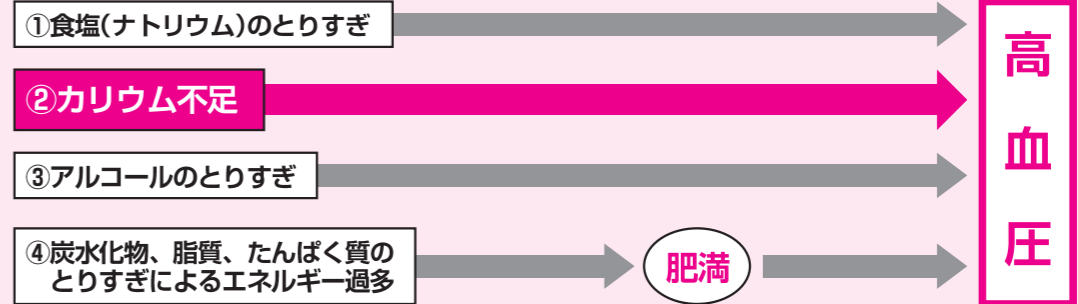 ①食塩(ナトリウム)のとりすぎ
②カリウム不足
③アルコールのとりすぎ
④炭水化物、脂質、たんぱく質の
とりすぎによるエネルギー過多
肥満
高血圧